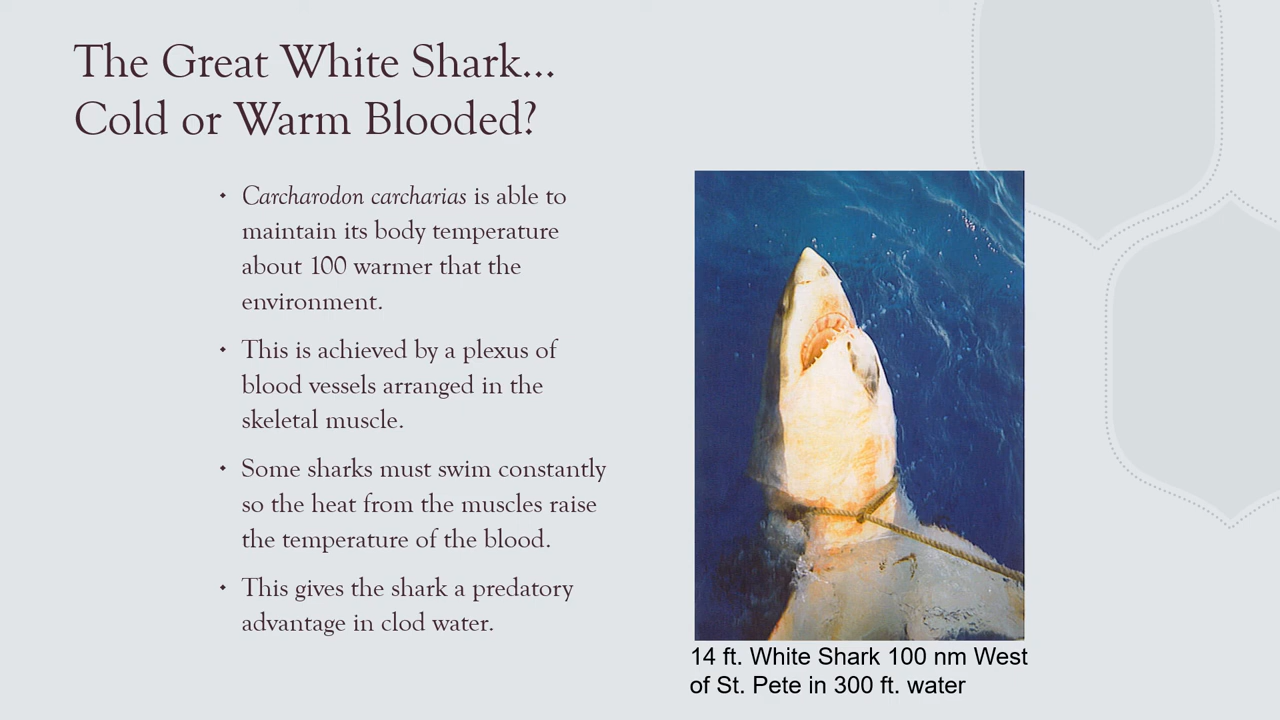 The Great White Shark...
Cold or Warm Blooded?
• Carcharodon carcharias is able to
maintain its body temperature
about 100 warmer that the
environment.
• This is achieved by a plexus of
blood vessels arranged in the
skeletal muscle.
• Some sharks must swim constantly
so the heat from the muscles raise
the temperature of the blood.
• This gives the shark a predatory
advantage in clod water.
14 ft. White Shark 100 nm West
of St. Pete in 300 ft. water